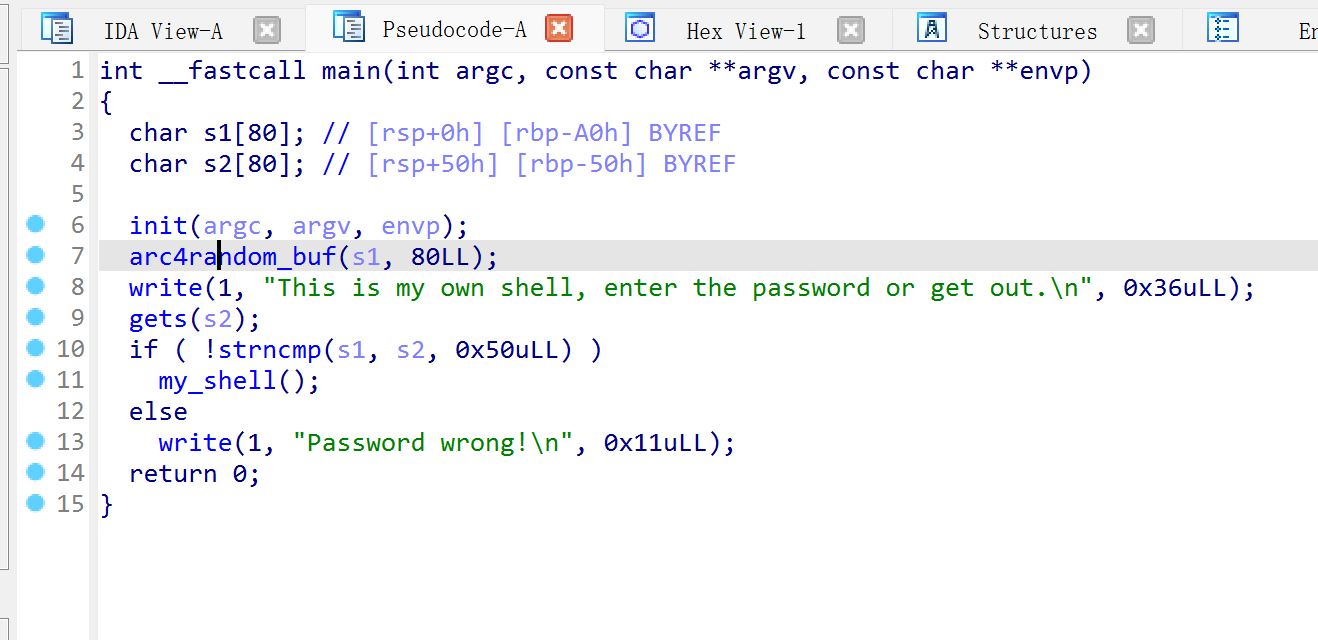 IDA View-A Pseudocode-A Hex View-1 Structures En
1 int __fastcall main(int argc, const char **argv, const char **envp)
2 {
3 char s1[80]; // [rsp+0h] [rbp-A0h] BYREF
4 char s2[80]; // [rsp+50h] [rbp-50h] BYREF
5
6 init(argc, argv, envp);
7 arc4random_buf(s1, 80LL);
8 write(1, "This is my own shell, enter the password or get out.\n", 0x36uLL);
9 gets(s2);
10 if ( !strncmp(s1, s2, 0x50uLL) )
11 my_shell();
12 else
13 write(1, "Password wrong!\n", 0x11uLL);
14 return 0;
15 }